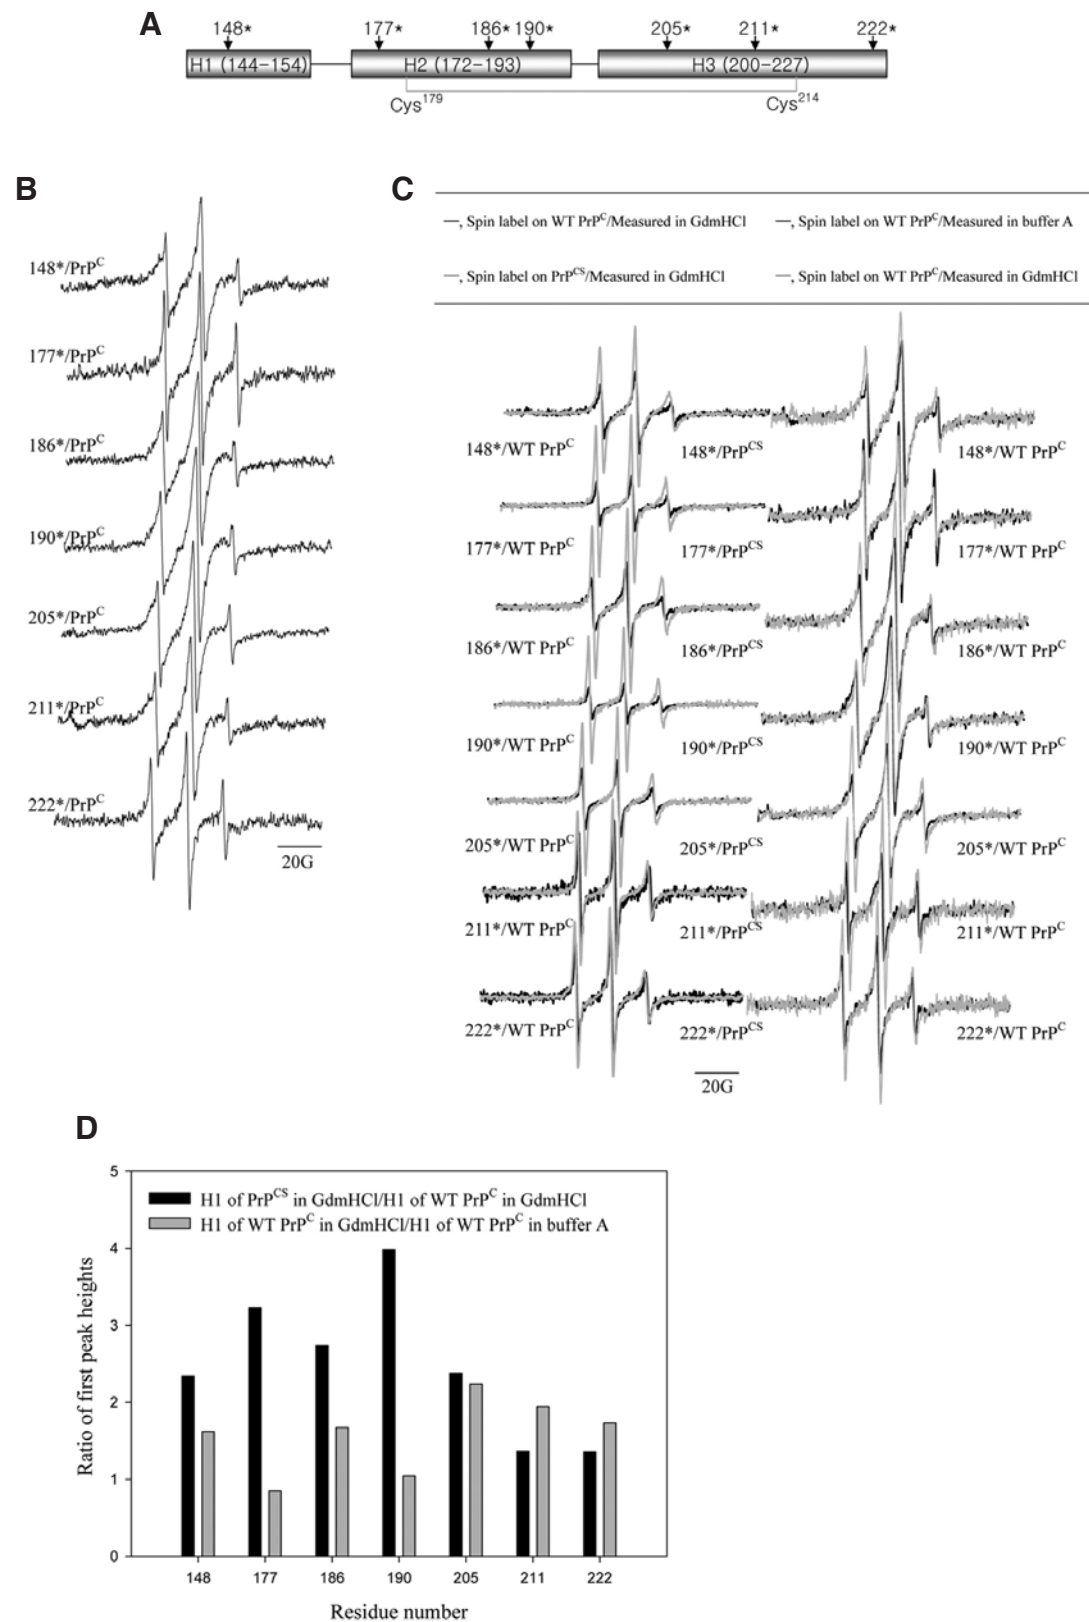 A
148* 177* 186* 190* 205* 211* 222*
H1 (144-154) H2 (172-193) H3 (200-227)
Cys179 Cys214
B
148*/PrPC
177*/PrPC
186*/PrPC
190*/PrPC
205*/PrPC
211*/PrPC
222*/PrPC
20G
C
—, Spin label on WT PrPC/Measured in GdmHCl —, Spin label on WT PrPC/Measured in buffer A
—, Spin label on PrPCS/Measured in GdmHCl —, Spin label on WT PrPC/Measured in GdmHCl
148*/WT PrPC 148*/PrPCS 148*/WT PrPC
177*/WT PrPC 177*/PrPCS 177*/WT PrPC
186*/WT PrPC 186*/PrPCS 186*/WT PrPC
190*/WT PrPC 190*/PrPCS 190*/WT PrPC
205*/WT PrPC 205*/PrPCS 205*/WT PrPC
211*/WT PrPC 211*/PrPCS 211*/WT PrPC
222*/WT PrPC 222*/PrPCS 222*/WT PrPC
20G
D
Ratio of first peak heights
5
4
3
2
1
0
H1 of PrPCS in GdmHCl/H1 of WT PrPC in GdmHCl
H1 of WT PrPC in GdmHCl/H1 of WT PrPC in buffer A
148 177 186 190 205 211 222
Residue number